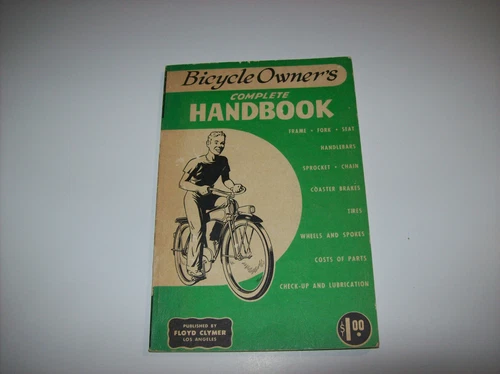 Bicycle Owner's
COMPLETE
HANDBOOK
FRAME • FORK • SEAT
HANDLEBARS
SPROCKET • CHAIN
COASTER BRAKES
TIRES
WHEELS AND SPOKES
COSTS OF PARTS
CHECK-UP AND LUBRICATION
PUBLISHED BY
FLOYD CLYMER
LOS ANGELES
$1.00